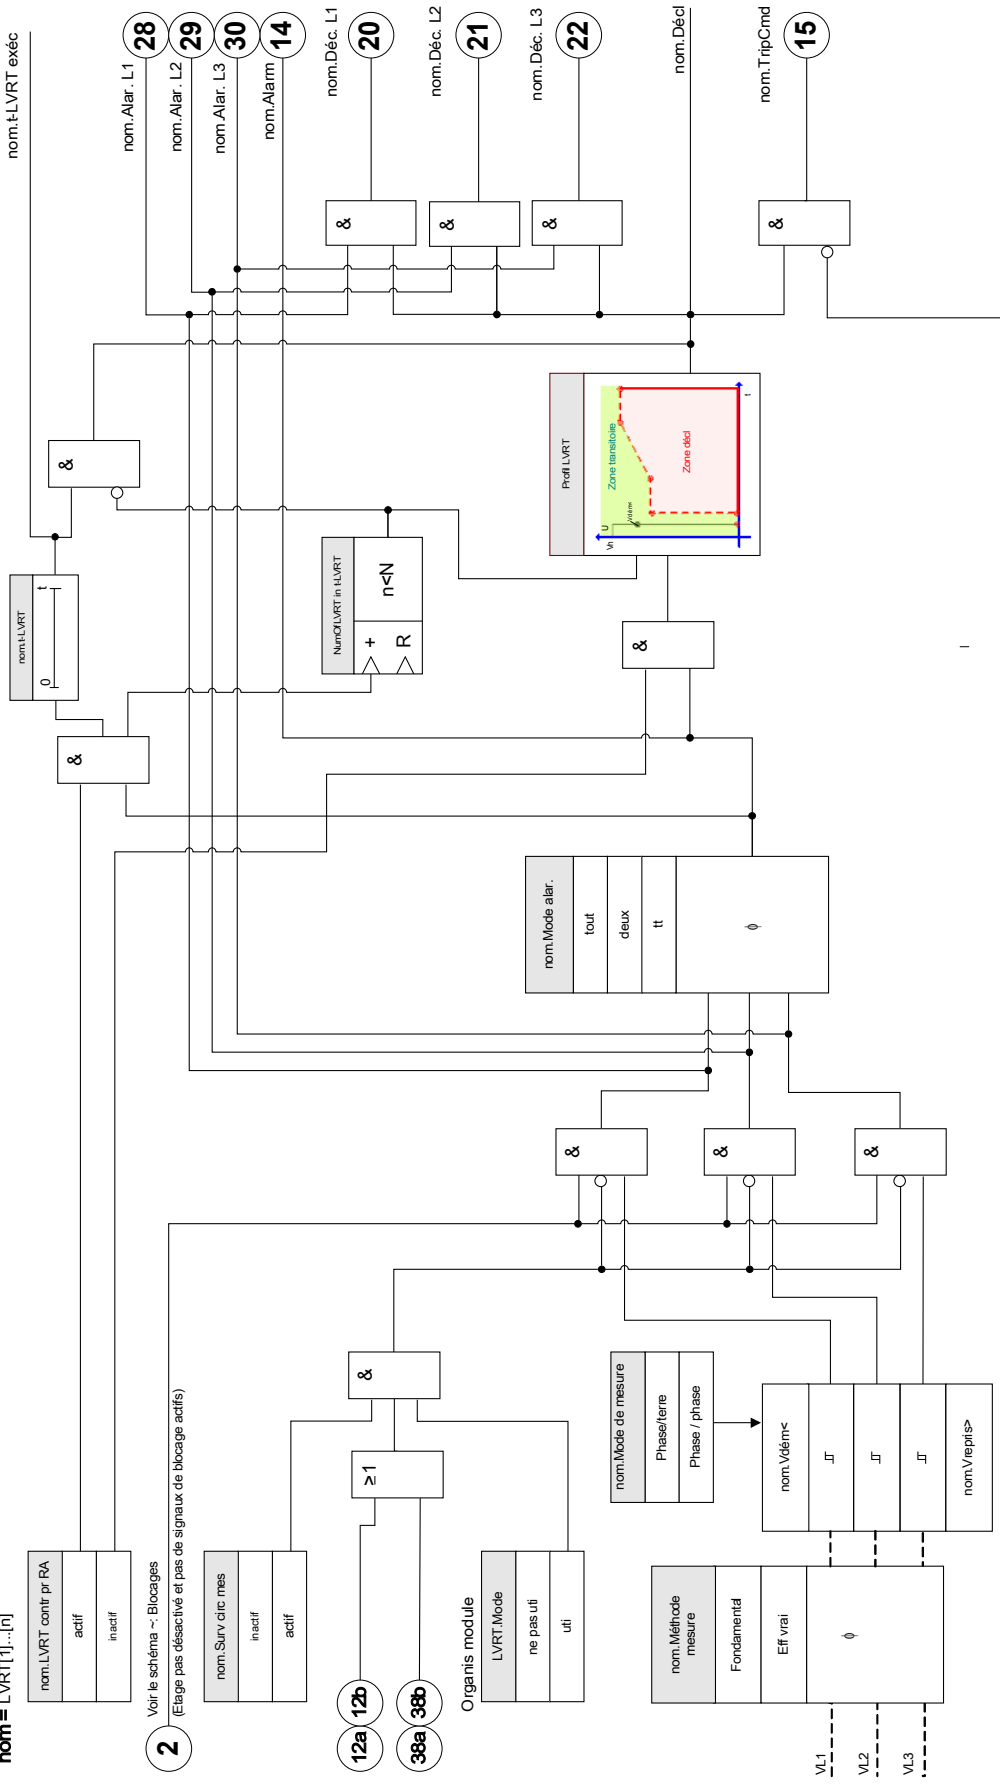 nom = LVRT[1]...[n]
nom.LVRT contr pr RA
actif
inactif
2
Voir le schéma ~: Blocages
(Etage pas désactivé et pas de signaux de blocage actifs)
nom.Surv circ mes
inactif
actif
12a
12b
38a
38b
≥1
&
Organis module
LVRT.Mode
ne pas uti
uti
nom.Méthode mesure
Fondamental
Eff vrai
ϕ
VL1
VL2
VL3
nom.Mode de mesure
Phase/terre
Phase / phase
nom.Vdém<
nom.Vrepris>
&
&
&
nom.Mode alar.
tout
deux
tt
ϕ
&
nom.t-LVRT
0
t
NumOfLVRT in t-LVRT
+
R
n<N
&
&
Profil LVRT
U
Vh
Vdém<
Zone transitoire
Zone décl
t
&
&
&
&
nom.t-LVRT exéc
nom.Alar. L1
28
nom.Alar. L2
29
nom.Alar. L3
30
nom.Alarm
14
nom.Déc. L1
20
nom.Déc. L2
21
nom.Déc. L3
22
nom.Décl
nom.TripCmd
15